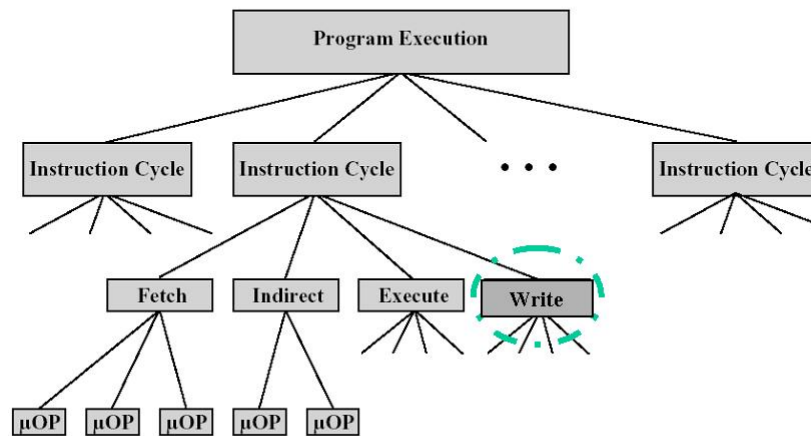 Program Execution
Instruction Cycle
Instruction Cycle
• • •
Instruction Cycle
Fetch
Indirect
Execute
Write
μOP
μOP
μOP
μOP
μOP